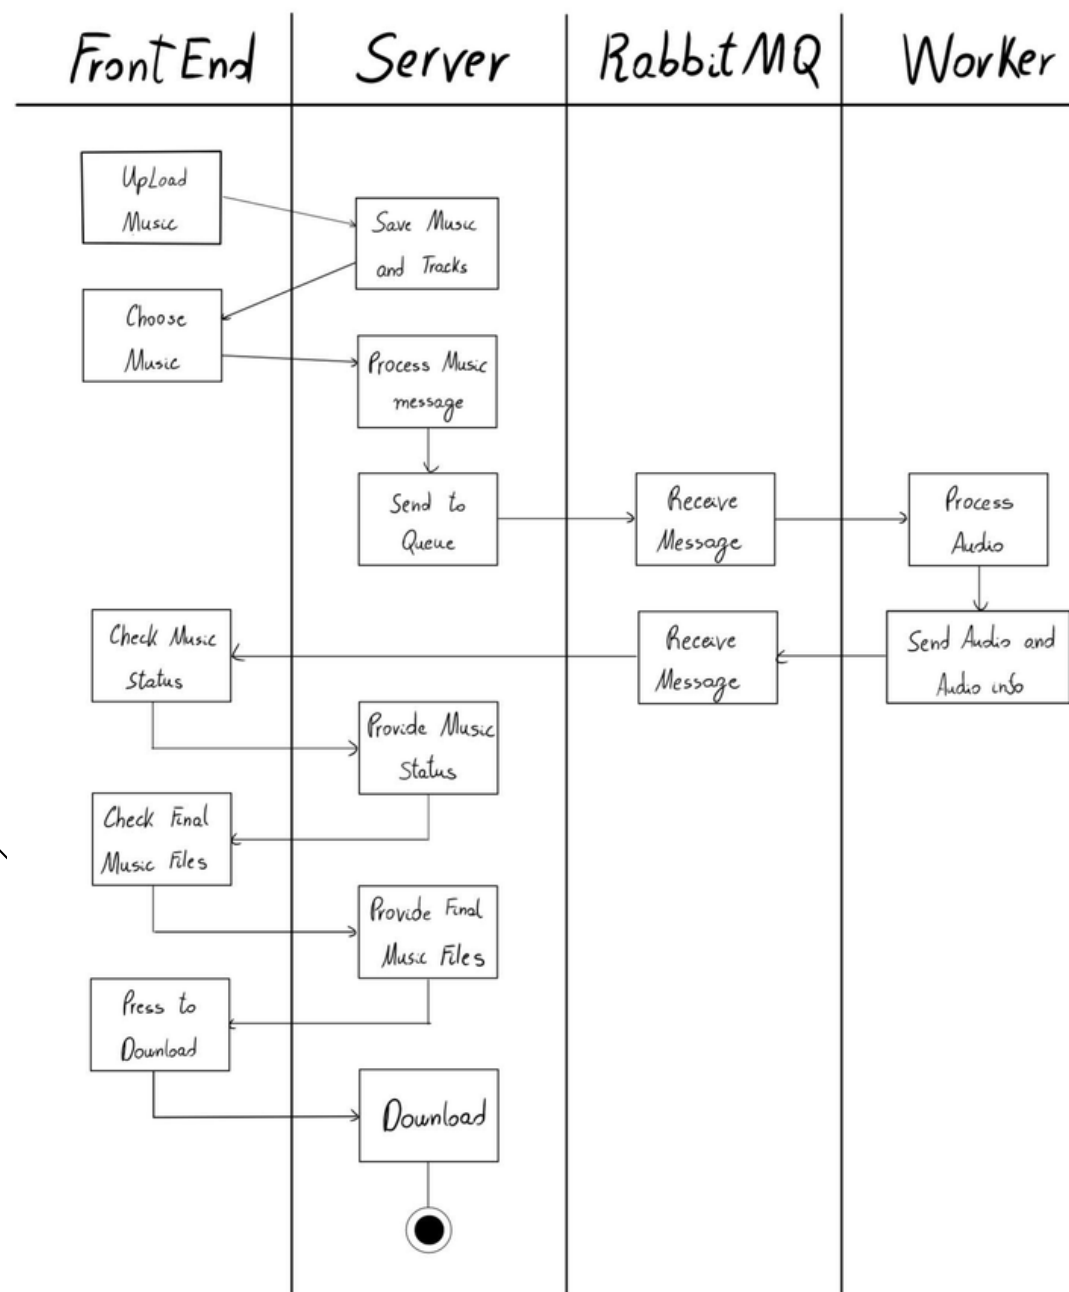 Front End
Server
RabbitMQ
Worker
UpLoad
Music
Save Music
and Tracks
Choose
Music
Process Music
message
Send to
Queue
Receive
Message
Process
Audio
Check Music
Status
Receive
Message
Send Audio and
Audio info
Provide Music
Status
Check Final
Music Files
Provide Final
Music Files
Press to
Download
Download